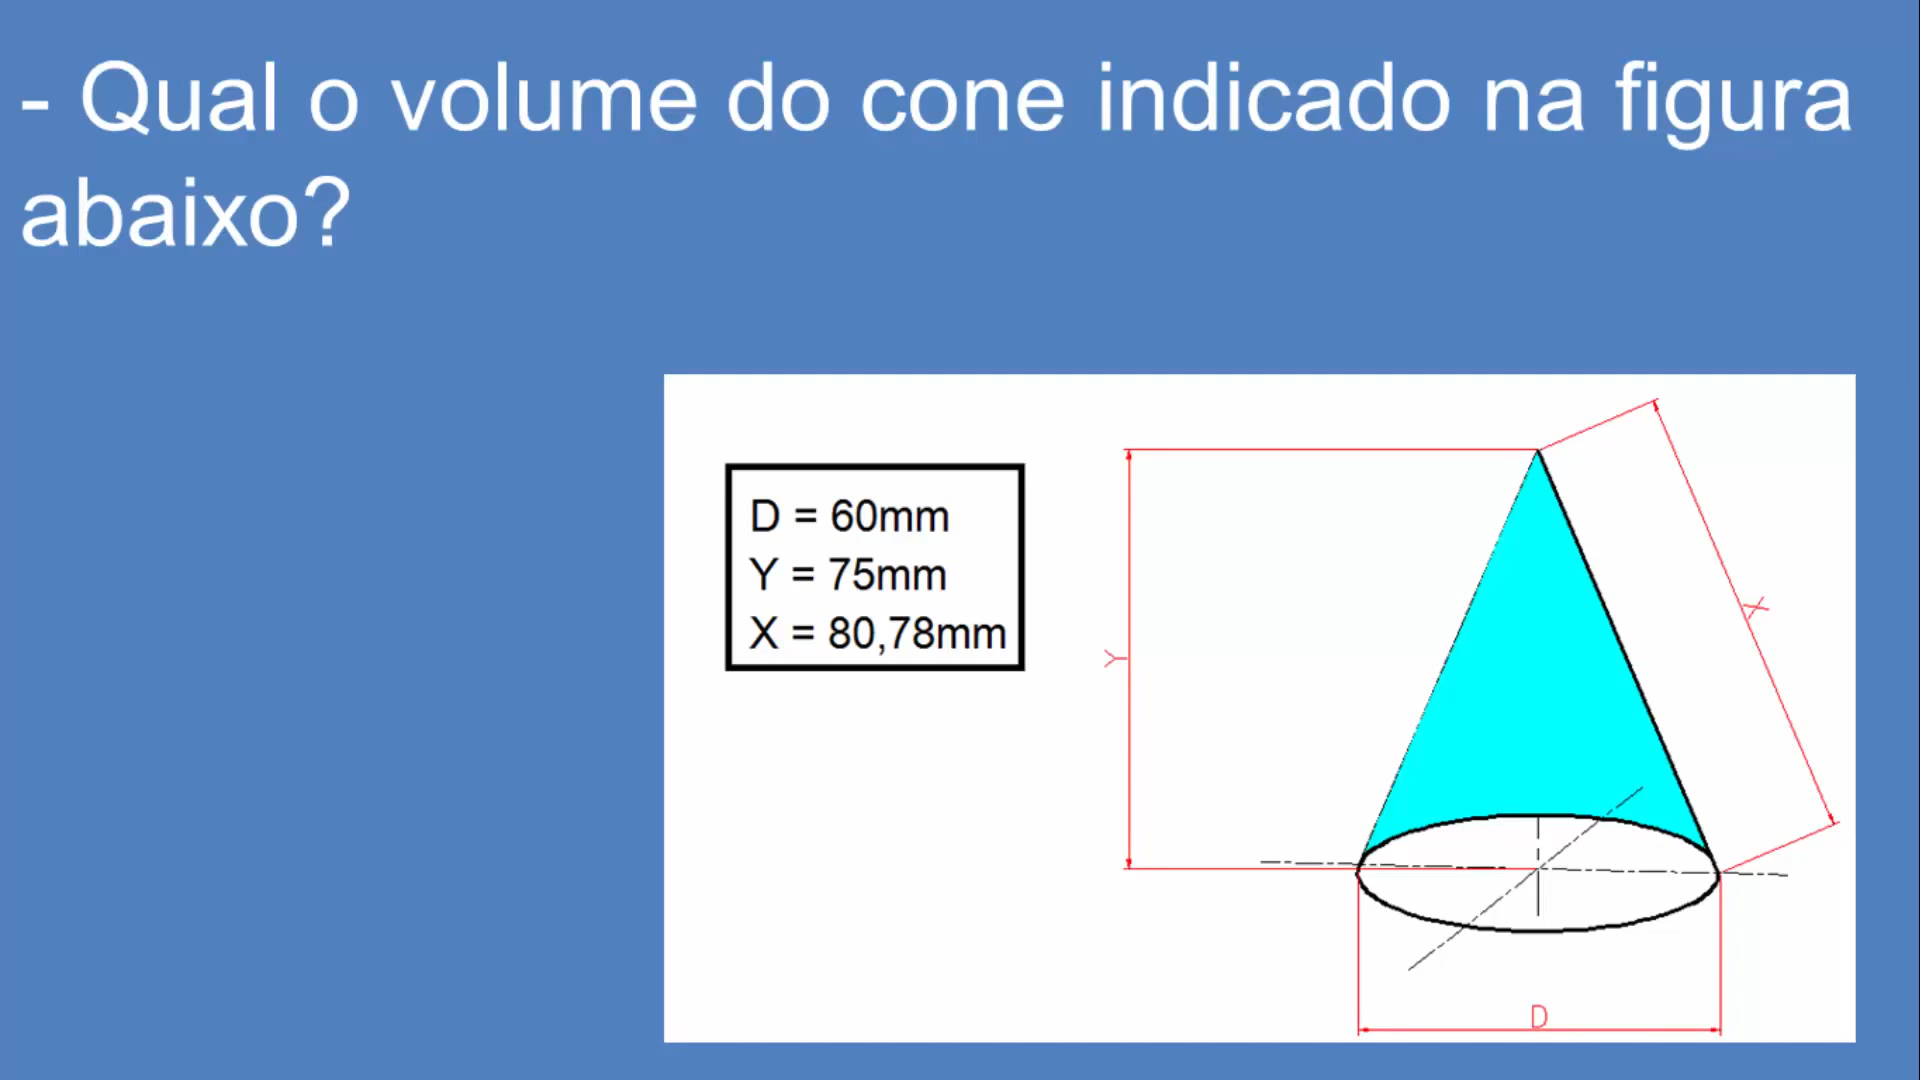 - Qual o volume do cone indicado na figura
abaixo?
D = 60mm
Y = 75mm
X = 80,78mm
X
Y
D